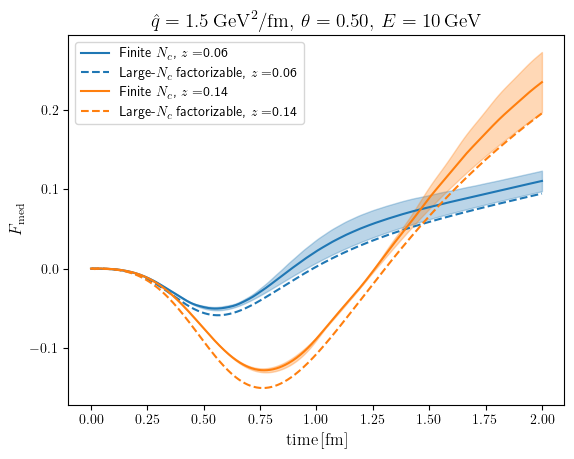 q̂ = 1.5 GeV²/fm, θ = 0.50, E = 10 GeV
Finite N_c, z =0.06
Large-N_c factorizable, z =0.06
Finite N_c, z =0.14
Large-N_c factorizable, z =0.14
F_med
0.2
0.1
0.0
−0.1
0.00 0.25 0.50 0.75 1.00 1.25 1.50 1.75 2.00
time [fm]